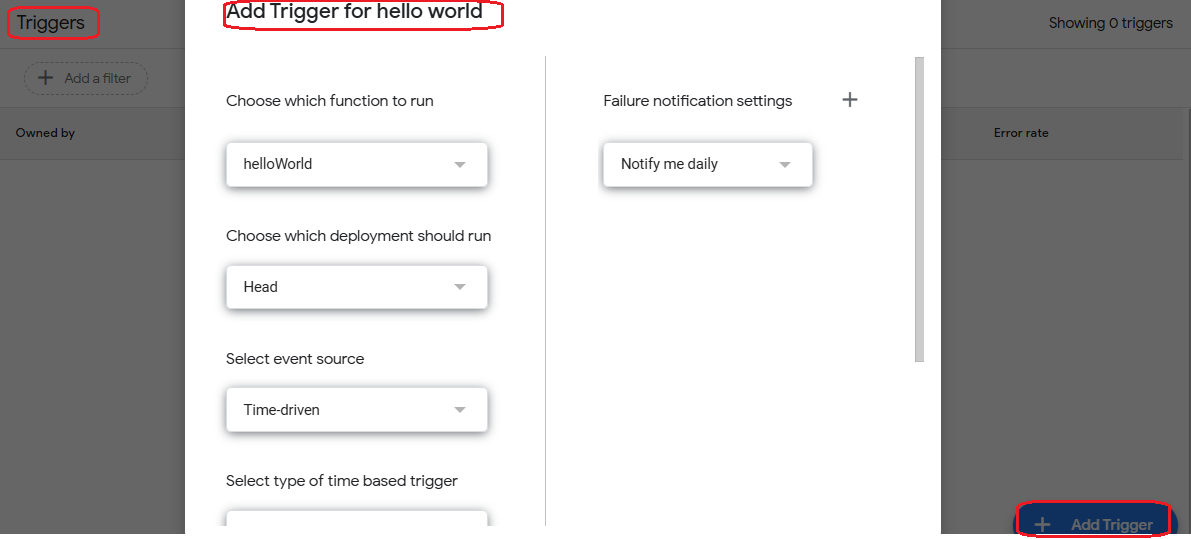 Triggers
Add Trigger for hello world
Showing 0 triggers
Add a filter
Owned by
Error rate
Choose which function to run
helloWorld
Choose which deployment should run
Head
Select event source
Time-driven
Select type of time based trigger
Failure notification settings
Notify me daily
Add Trigger